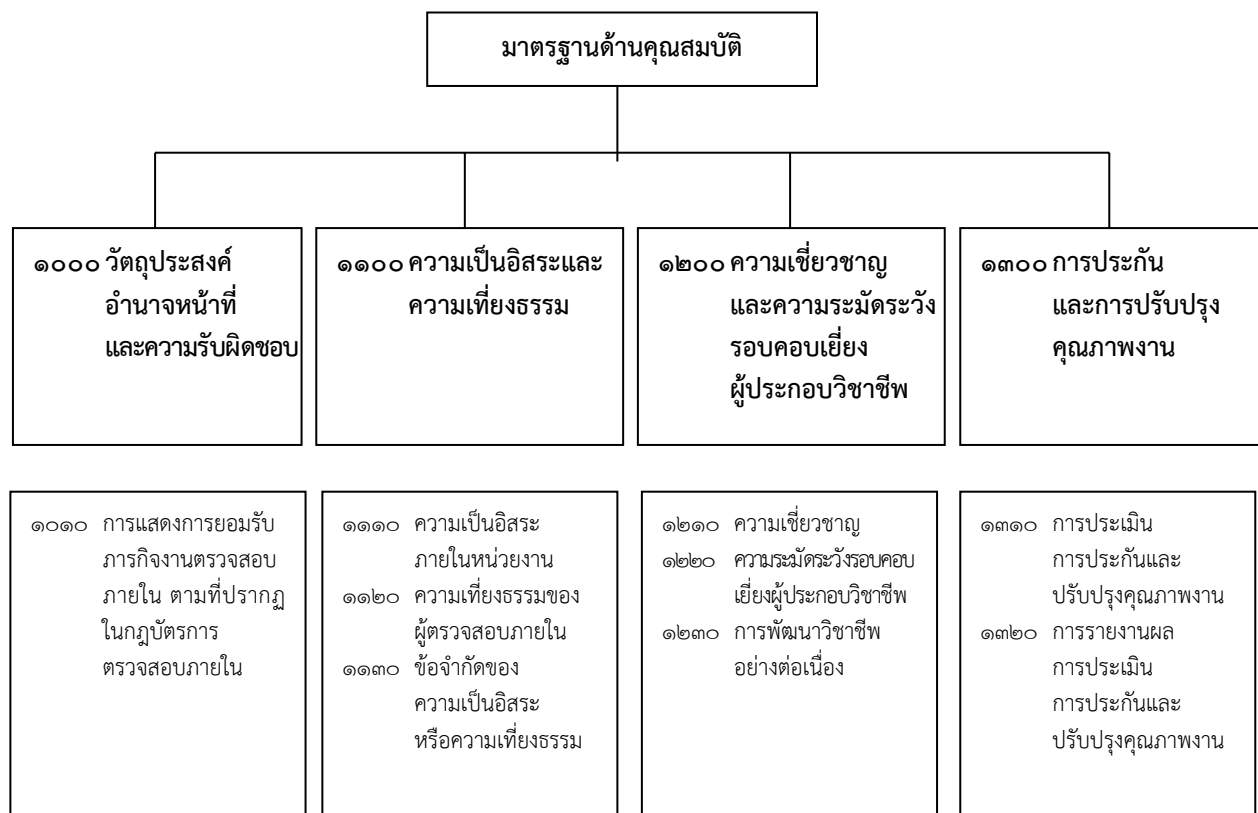 มาตรฐานด้านคุณสมบัติ
๑๐๐๐ วัตถุประสงค์
อำนาจหน้าที่
และความรับผิดชอบ
๑๑๐๐ ความเป็นอิสระและ
ความเที่ยงธรรม
๑๒๐๐ ความเชี่ยวชาญ
และความระมัดระวัง
รอบคอบเยี่ยง
ผู้ประกอบวิชาชีพ
๑๓๐๐ การประกัน
และการปรับปรุง
คุณภาพงาน
๑๐๑๐ การแสดงการยอมรับ
ภารกิจงานตรวจสอบ
ภายใน ตามที่ปรากฏ
ในกฎบัตรการ
ตรวจสอบภายใน
๑๑๑๐ ความเป็นอิสระ
ภายในหน่วยงาน
๑๑๒๐ ความเที่ยงธรรมของ
ผู้ตรวจสอบภายใน
๑๑๓๐ ข้อจำกัดของ
ความเป็นอิสระ
หรือความเที่ยงธรรม
๑๒๑๐ ความเชี่ยวชาญ
๑๒๒๐ ความระมัดระวังรอบคอบ
เยี่ยงผู้ประกอบวิชาชีพ
๑๒๓๐ การพัฒนาวิชาชีพ
อย่างต่อเนื่อง
๑๓๑๐ การประเมิน
การประกันและ
ปรับปรุงคุณภาพงาน
๑๓๒๐ การรายงานผล
การประเมิน
การประกันและ
ปรับปรุงคุณภาพงาน